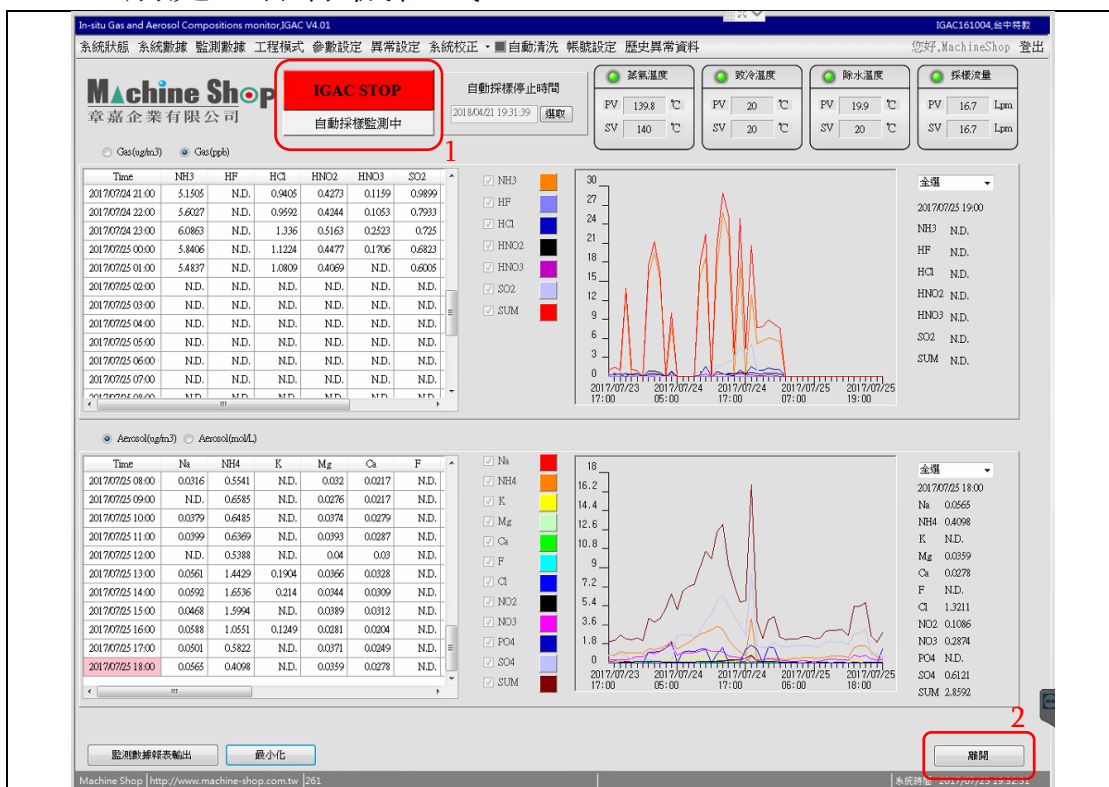 In-situ Gas and Aerosol Compositions monitor,IGAC V4.01 IGAC161004,台中特教
系統狀態 系統數據 監測數據 工程模式 參數設定 異常設定 系統校正 ・■自動清洗 帳號設定 歷史異常資料 您好,MachineShop 登出
Machine Shop
章嘉企業有限公司
IGAC STOP
自動採樣監測中
1
自動採樣停止時間
2018/04/21 19:31:39 選取
蒸氣溫度
PV 139.8 ℃
SV 140 ℃
致冷溫度
PV 20 ℃
SV 20 ℃
除水溫度
PV 19.9 ℃
SV 20 ℃
採樣流量
PV 16.7 Lpm
SV 16.7 Lpm
Gas(ug/m3) Gas(ppb)
Time NH3 HF HCl HNO2 HNO3 SO2
2017/07/24 21:00 5.1505 N.D. 0.9405 0.4273 0.1159 0.9899
2017/07/24 22:00 5.6027 N.D. 0.9592 0.4244 0.1053 0.7933
2017/07/24 23:00 6.0863 N.D. 1.336 0.5163 0.2523 0.725
2017/07/25 00:00 5.8406 N.D. 1.1224 0.4477 0.1706 0.6823
2017/07/25 01:00 5.4837 N.D. 1.0809 0.4069 N.D. 0.6005
2017/07/25 02:00 N.D. N.D. N.D. N.D. N.D. N.D.
2017/07/25 03:00 N.D. N.D. N.D. N.D. N.D. N.D.
2017/07/25 04:00 N.D. N.D. N.D. N.D. N.D. N.D.
2017/07/25 05:00 N.D. N.D. N.D. N.D. N.D. N.D.
2017/07/25 06:00 N.D. N.D. N.D. N.D. N.D. N.D.
2017/07/25 07:00 N.D. N.D. N.D. N.D. N.D. N.D.
2017/07/25 08:00 N.D. N.D. N.D. N.D. N.D. N.D.
NH3
HF
HCl
HNO2
HNO3
SO2
SUM
30
27
24
21
18
15
12
9
6
3
0
2017/07/23 2017/07/24 2017/07/24 2017/07/25 2017/07/25
17:00 05:00 17:00 07:00 19:00
全選
2017/07/25 19:00
NH3 N.D.
HF N.D.
HCl N.D.
HNO2 N.D.
HNO3 N.D.
SO2 N.D.
SUM N.D.
Aerosol(ug/m3) Aerosol(mol/L)
Time Na NH4 K Mg Ca F
2017/07/25 08:00 0.0316 0.5541 N.D. 0.032 0.0217 N.D.
2017/07/25 09:00 N.D. 0.6585 N.D. 0.0276 0.0217 N.D.
2017/07/25 10:00 0.0379 0.6485 N.D. 0.0374 0.0279 N.D.
2017/07/25 11:00 0.0399 0.6369 N.D. 0.0393 0.0287 N.D.
2017/07/25 12:00 N.D. 0.5388 N.D. 0.04 0.03 N.D.
2017/07/25 13:00 0.0561 1.4429 0.1904 0.0366 0.0328 N.D.
2017/07/25 14:00 0.0592 1.6536 0.214 0.0344 0.0309 N.D.
2017/07/25 15:00 0.0468 1.5994 N.D. 0.0389 0.0312 N.D.
2017/07/25 16:00 0.0588 1.0551 0.1249 0.0281 0.0204 N.D.
2017/07/25 17:00 0.0501 0.5822 N.D. 0.0371 0.0249 N.D.
2017/07/25 18:00 0.0565 0.4098 N.D. 0.0359 0.0278 N.D.
Na
NH4
K
Mg
Ca
F
Cl
NO2
NO3
PO4
SO4
SUM
18
16.2
14.4
12.6
10.8
9
7.2
5.4
3.6
1.8
0
2017/07/23 2017/07/24 2017/07/24 2017/07/25 2017/07/25
17:00 05:00 17:00 06:00 18:00
全選
2017/07/25 18:00
Na 0.0565
NH4 0.4098
K N.D.
Mg 0.0359
Ca 0.0278
F N.D.
Cl 1.3211
NO2 0.1086
NO3 0.2874
PO4 N.D.
SO4 0.6121
SUM 2.8592
2
監測數據報表輸出 最小化 離開
Machine Shop http://www.machine-shop.com.tw 261 系統時間